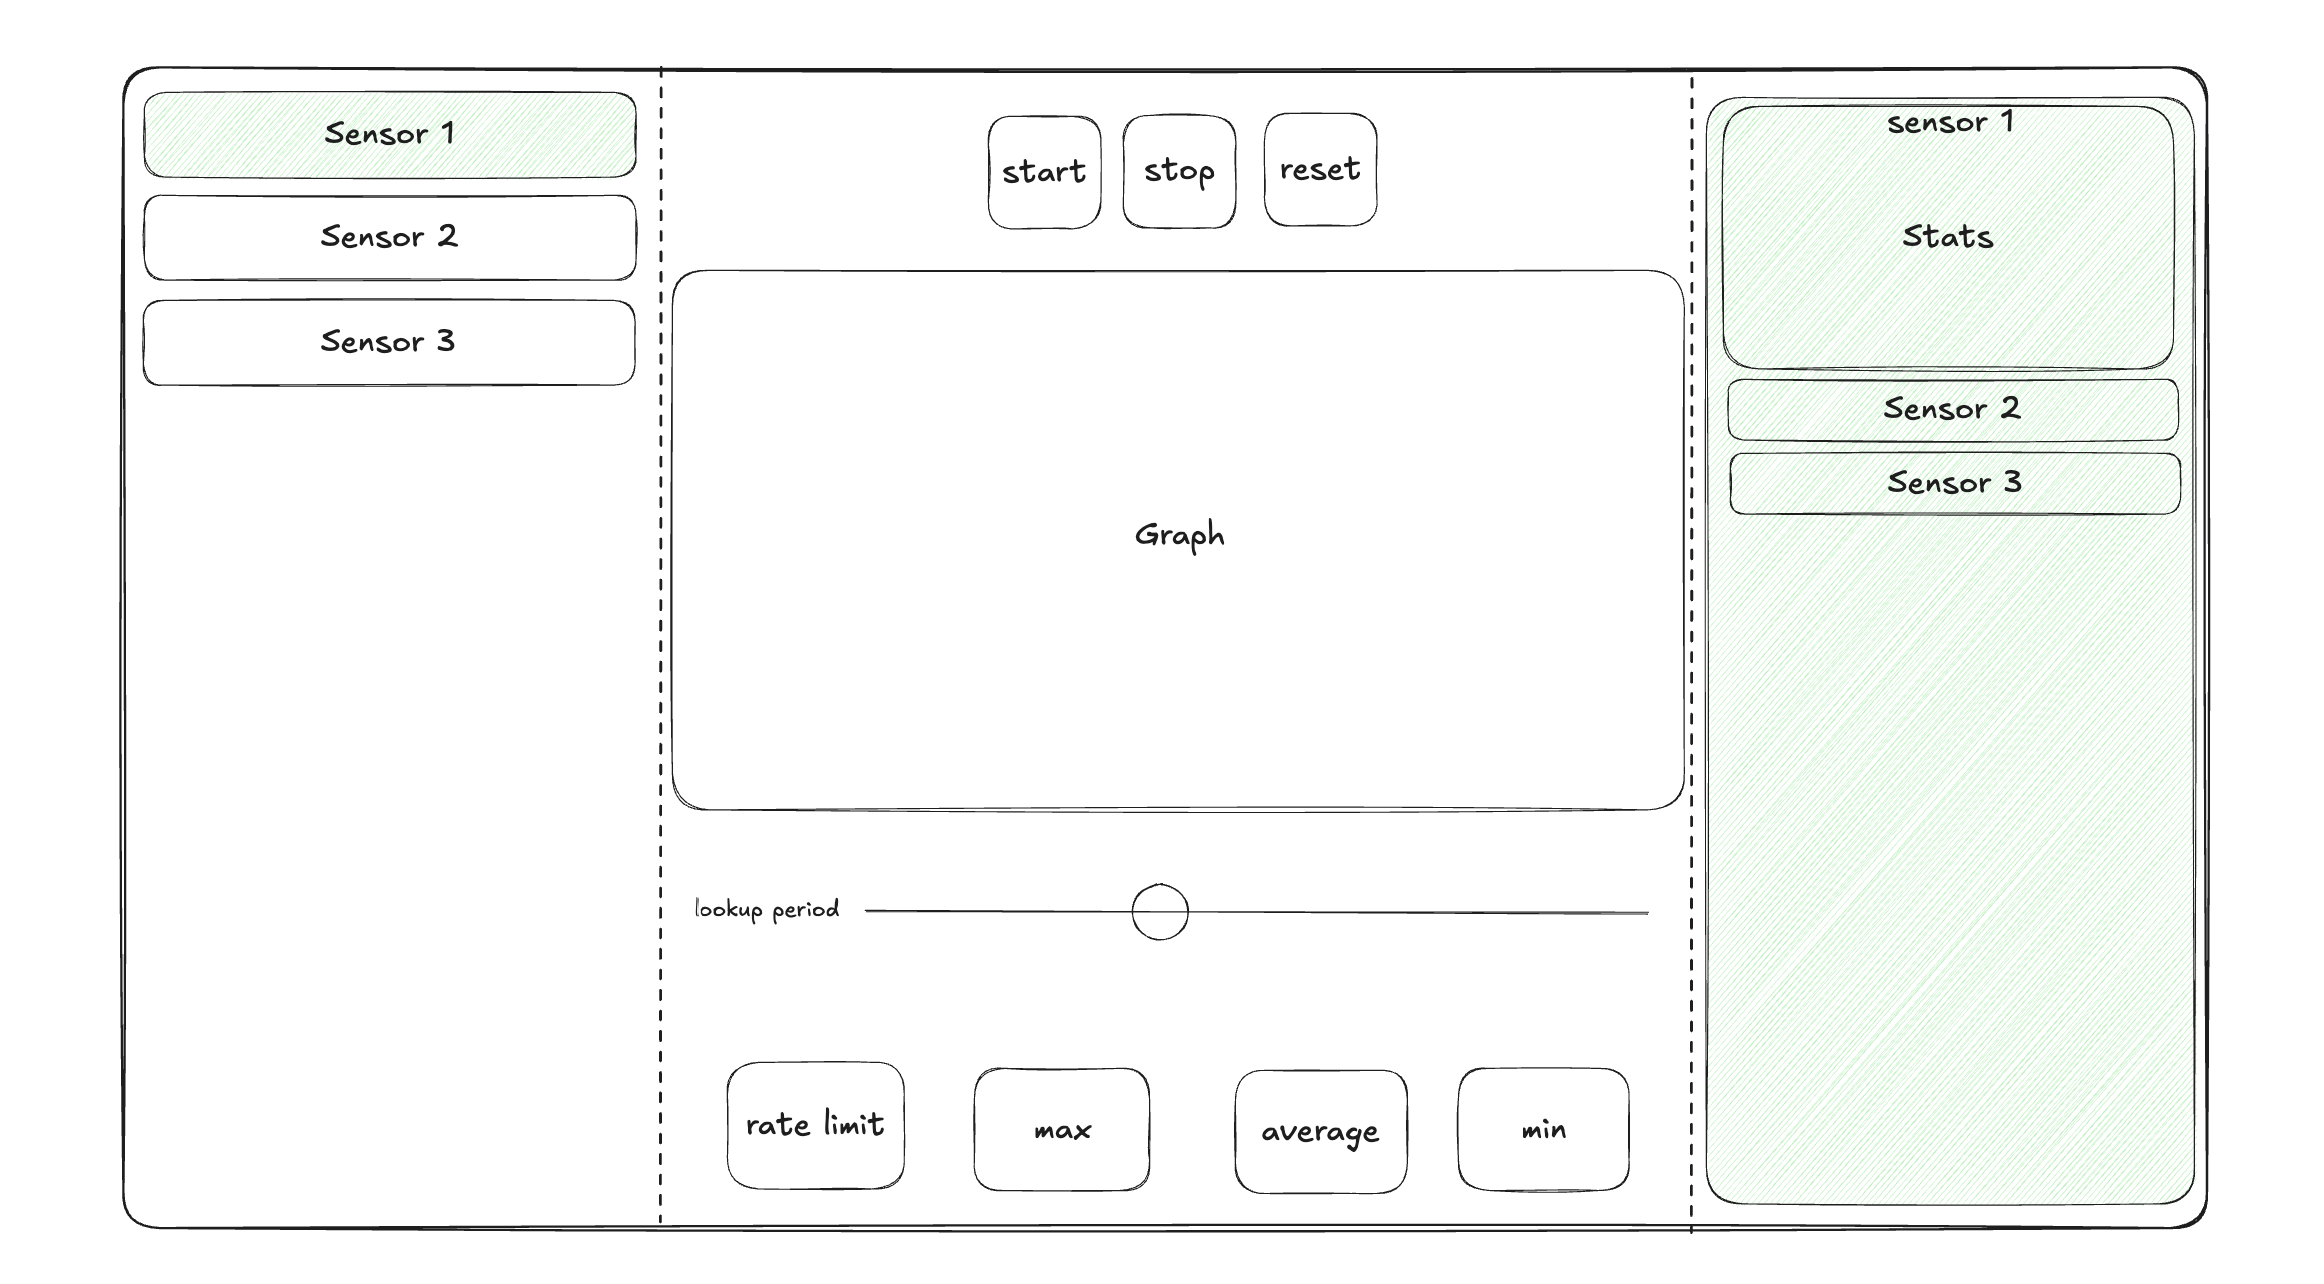 Sensor 1
Sensor 2
Sensor 3
start
stop
reset
Graph
lookup period
rate limit
max
average
min
sensor 1
Stats
Sensor 2
Sensor 3